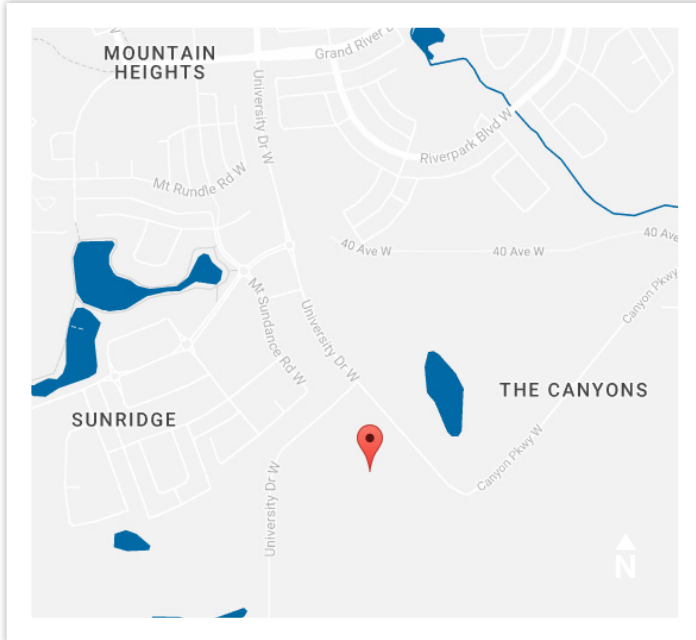 MOUNTAIN
HEIGHTS
Grand River B
University Dr W
Riverpark Blvd W
Mt Rundle Rd W
40 Ave W
40 Ave W
40 Ave
Mt Sundance Rd W
University Dr W
Canyon Pkwy
THE CANYONS
SUNRIDGE
Canyon Pkwy W
University Dr W
N